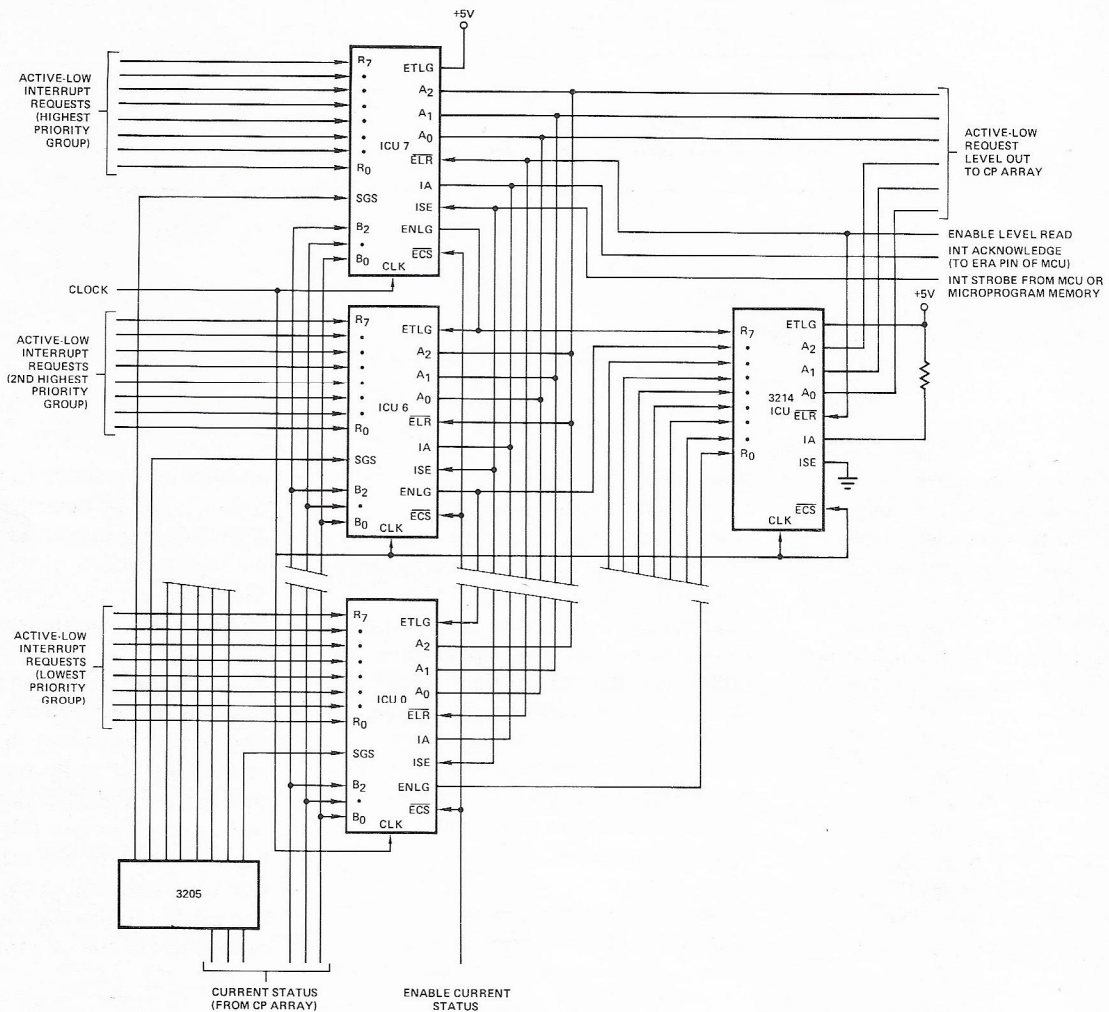 +5V
ACTIVE-LOW
INTERRUPT
REQUESTS
(HIGHEST
PRIORITY
GROUP)
R7
•
•
•
•
•
•
R0
SGS
B2
•
B0
CLK
ICU 7
ETLG
A2
A1
A0
ELR
IA
ISE
ENLG
ECS
ACTIVE-LOW
REQUEST
LEVEL OUT
TO CP ARRAY
ENABLE LEVEL READ
INT ACKNOWLEDGE
(TO ERA PIN OF MCU)
INT STROBE FROM MCU OR
MICROPROGRAM MEMORY
CLOCK
ACTIVE-LOW
INTERRUPT
REQUESTS
(2ND HIGHEST
PRIORITY
GROUP)
R7
•
•
•
•
•
•
R0
SGS
B2
•
B0
CLK
ICU 6
ETLG
A2
A1
A0
ELR
IA
ISE
ENLG
ECS
+5V
R7
•
•
•
•
•
•
R0
3214
ICU
ETLG
A2
A1
A0
ELR
IA
ISE
ECS
CLK
ACTIVE-LOW
INTERRUPT
REQUESTS
(LOWEST
PRIORITY
GROUP)
R7
•
•
•
•
•
•
R0
SGS
B2
•
B0
CLK
ICU 0
ETLG
A2
A1
A0
ELR
IA
ISE
ENLG
ECS
3205
CURRENT STATUS
(FROM CP ARRAY)
ENABLE CURRENT
STATUS